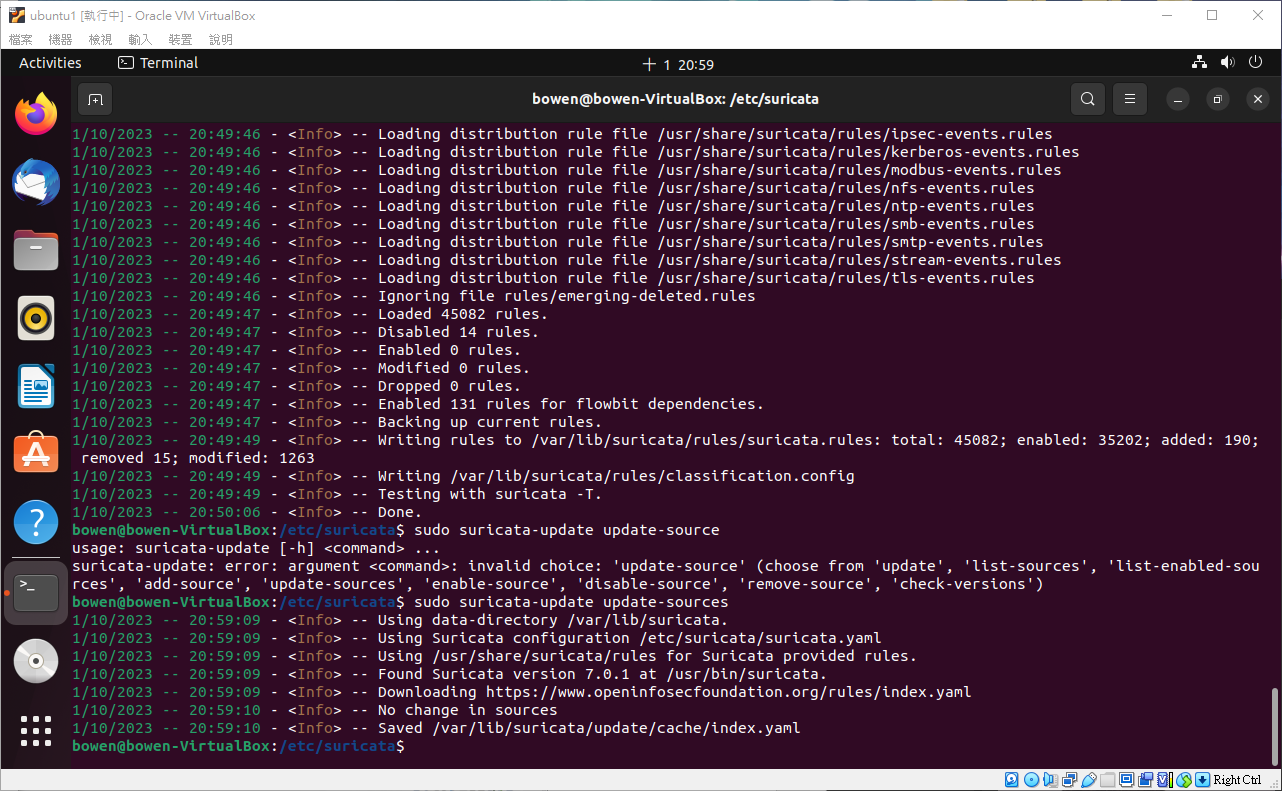 ubuntu1 [執行中] - Oracle VM VirtualBox
檔案 機器 檢視 輸入 裝置 說明
Activities Terminal 十 1 20:59
bowen@bowen-VirtualBox: /etc/suricata
1/10/2023 -- 20:49:46 - <Info> -- Loading distribution rule file /usr/share/suricata/rules/ipsec-events.rules
1/10/2023 -- 20:49:46 - <Info> -- Loading distribution rule file /usr/share/suricata/rules/kerberos-events.rules
1/10/2023 -- 20:49:46 - <Info> -- Loading distribution rule file /usr/share/suricata/rules/modbus-events.rules
1/10/2023 -- 20:49:46 - <Info> -- Loading distribution rule file /usr/share/suricata/rules/nfs-events.rules
1/10/2023 -- 20:49:46 - <Info> -- Loading distribution rule file /usr/share/suricata/rules/ntp-events.rules
1/10/2023 -- 20:49:46 - <Info> -- Loading distribution rule file /usr/share/suricata/rules/smb-events.rules
1/10/2023 -- 20:49:46 - <Info> -- Loading distribution rule file /usr/share/suricata/rules/smtp-events.rules
1/10/2023 -- 20:49:46 - <Info> -- Loading distribution rule file /usr/share/suricata/rules/stream-events.rules
1/10/2023 -- 20:49:46 - <Info> -- Loading distribution rule file /usr/share/suricata/rules/tls-events.rules
1/10/2023 -- 20:49:46 - <Info> -- Ignoring file rules/emerging-deleted.rules
1/10/2023 -- 20:49:47 - <Info> -- Loaded 45082 rules.
1/10/2023 -- 20:49:47 - <Info> -- Disabled 14 rules.
1/10/2023 -- 20:49:47 - <Info> -- Enabled 0 rules.
1/10/2023 -- 20:49:47 - <Info> -- Modified 0 rules.
1/10/2023 -- 20:49:47 - <Info> -- Dropped 0 rules.
1/10/2023 -- 20:49:47 - <Info> -- Enabled 131 rules for flowbit dependencies.
1/10/2023 -- 20:49:47 - <Info> -- Backing up current rules.
1/10/2023 -- 20:49:49 - <Info> -- Writing rules to /var/lib/suricata/rules/suricata.rules: total: 45082; enabled: 35202; added: 190;
removed 15; modified: 1263
1/10/2023 -- 20:49:49 - <Info> -- Writing /var/lib/suricata/rules/classification.config
1/10/2023 -- 20:49:49 - <Info> -- Testing with suricata -T.
1/10/2023 -- 20:50:06 - <Info> -- Done.
bowen@bowen-VirtualBox:/etc/suricata$ sudo suricata-update update-source
usage: suricata-update [-h] <command> ...
suricata-update: error: argument <command>: invalid choice: 'update-source' (choose from 'update', 'list-sources', 'list-enabled-sou
rces', 'add-source', 'update-sources', 'enable-source', 'disable-source', 'remove-source', 'check-versions')
bowen@bowen-VirtualBox:/etc/suricata$ sudo suricata-update update-sources
1/10/2023 -- 20:59:09 - <Info> -- Using data-directory /var/lib/suricata.
1/10/2023 -- 20:59:09 - <Info> -- Using Suricata configuration /etc/suricata/suricata.yaml
1/10/2023 -- 20:59:09 - <Info> -- Using /usr/share/suricata/rules for Suricata provided rules.
1/10/2023 -- 20:59:09 - <Info> -- Found Suricata version 7.0.1 at /usr/bin/suricata.
1/10/2023 -- 20:59:09 - <Info> -- Downloading https://www.openinfosecfoundation.org/rules/index.yaml
1/10/2023 -- 20:59:10 - <Info> -- No change in sources
1/10/2023 -- 20:59:10 - <Info> -- Saved /var/lib/suricata/update/cache/index.yaml
bowen@bowen-VirtualBox:/etc/suricata$
Right Ctrl